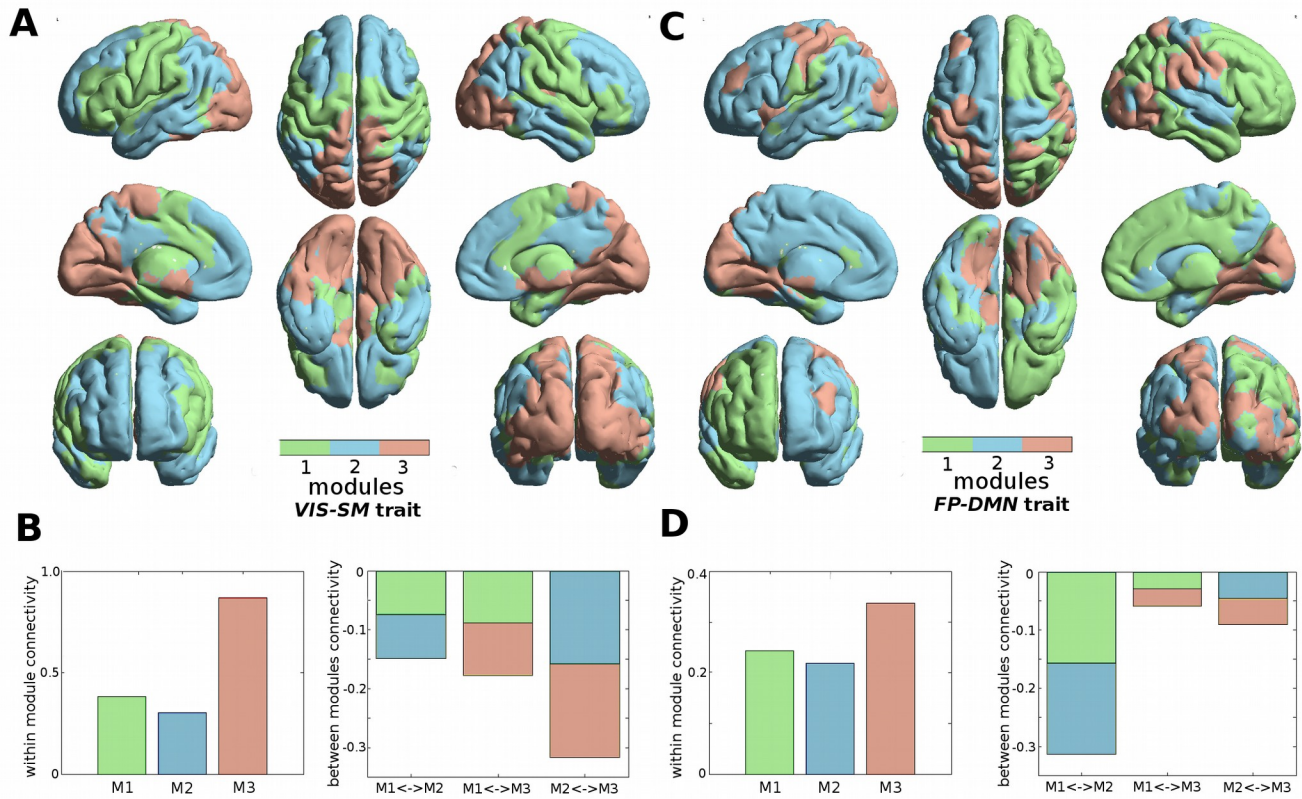 A
C
1 2 3
modules
VIS-SM trait
1 2 3
modules
FP-DMN trait
B
within module connectivity
1.0
0.5
0
M1 M2 M3
between modules connectivity
0
-0.1
-0.2
-0.3
M1<->M2 M1<->M3 M2<->M3
D
within module connectivity
0.4
0.2
0
M1 M2 M3
between modules connectivity
0
-0.1
-0.2
-0.3
M1<->M2 M1<->M3 M2<->M3